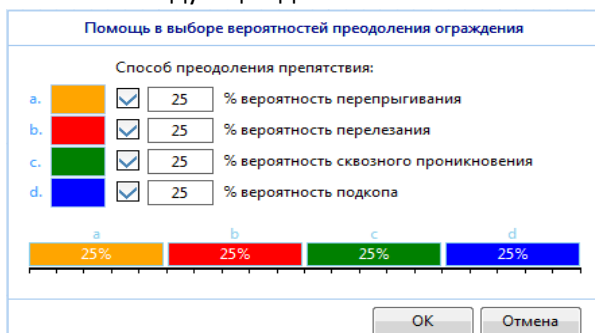 Помощь в выборе вероятностей преодоления ограждения
Способ преодоления препятствия:
a. 25 % вероятность перепрыгивания
b. 25 % вероятность перелезания
c. 25 % вероятность сквозного проникновения
d. 25 % вероятность подкопа
a b c d
25% 25% 25% 25%
OK Отмена